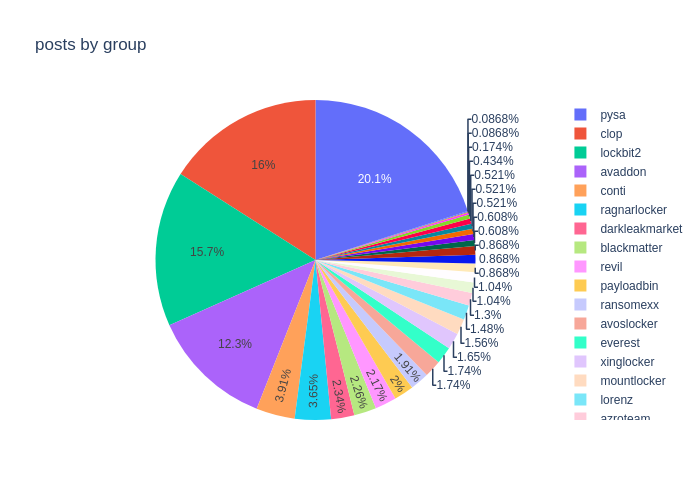 posts by group
20.1%
16%
15.7%
12.3%
3.91%
3.65%
2.34%
2.26%
2.17%
2%
1.91%
1.74%
1.74%
1.65%
1.56%
1.48%
1.3%
1.04%
1.04%
0.868%
0.868%
0.868%
0.608%
0.608%
0.521%
0.521%
0.521%
0.434%
0.174%
0.0868%
0.0868%
pysa
clop
lockbit2
avaddon
conti
ragnarlocker
darkleakmarket
blackmatter
revil
payloadbin
ransomexx
avoslocker
everest
xinglocker
mountlocker
lorenz
azroteam